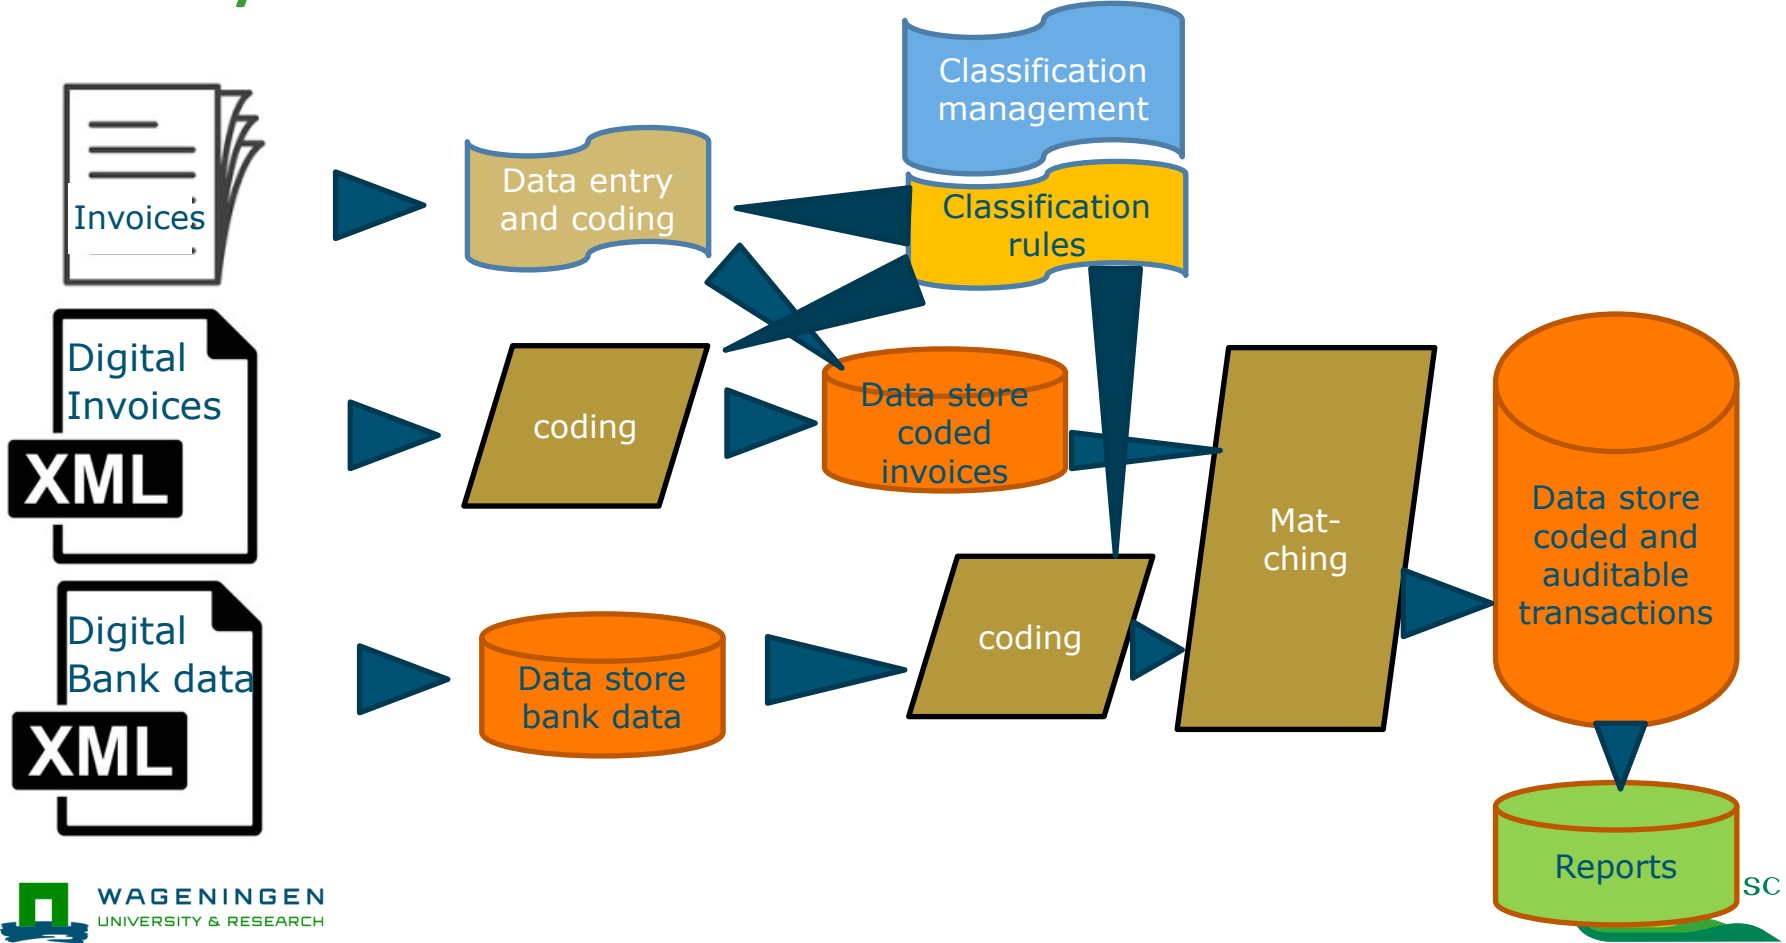 Classification
management
Data entry
and coding
Classification
rules
Invoices
Digital
Invoices
XML
coding
Data store
coded
invoices
Mat-
ching
Data store
coded and
auditable
transactions
Digital
Bank data
XML
Data store
bank data
coding
Reports
WAGENINGEN
UNIVERSITY & RESEARCH
sc